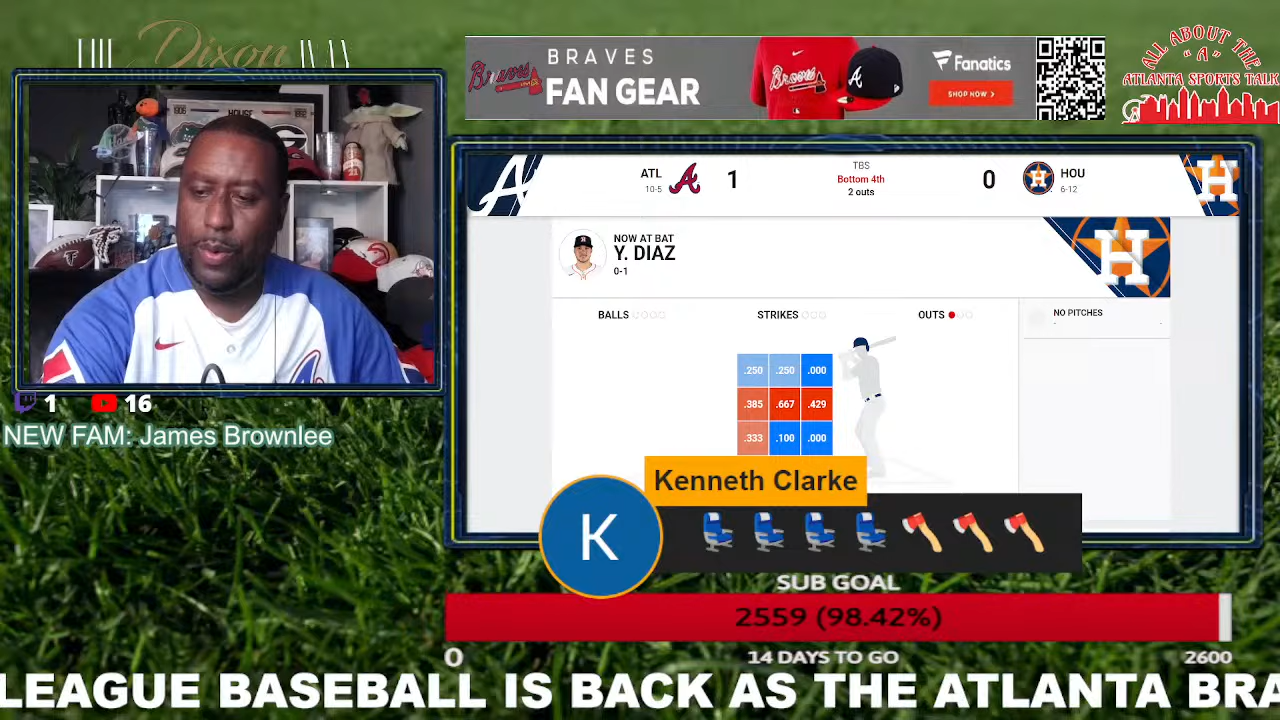 Dixon
BRAVES
FAN GEAR
Braves
Braves
Fanatics
SHOP NOW >
ALL ABOUT THE
"A"
ATLANTA SPORTS TALK
ATL
10-5
1
TBS
Bottom 4th
2 outs
0
HOU
6-12
NOW AT BAT
Y. DIAZ
0-1
BALLS
STRIKES
OUTS
NO PITCHES
.250 .250 .000
.385 .667 .429
.333 .100 .000
1 16
NEW FAM: James Brownlee
Kenneth Clarke
K
SUB GOAL
2559 (98.42%)
0 14 DAYS TO GO 2600
LEAGUE BASEBALL IS BACK AS THE ATLANTA BRA